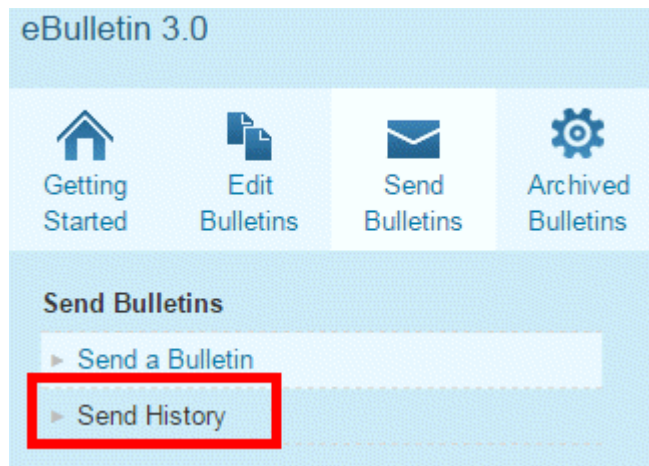 eBulletin 3.0
Getting Started
Edit Bulletins
Send Bulletins
Archived Bulletins
Send Bulletins
Send a Bulletin
Send History